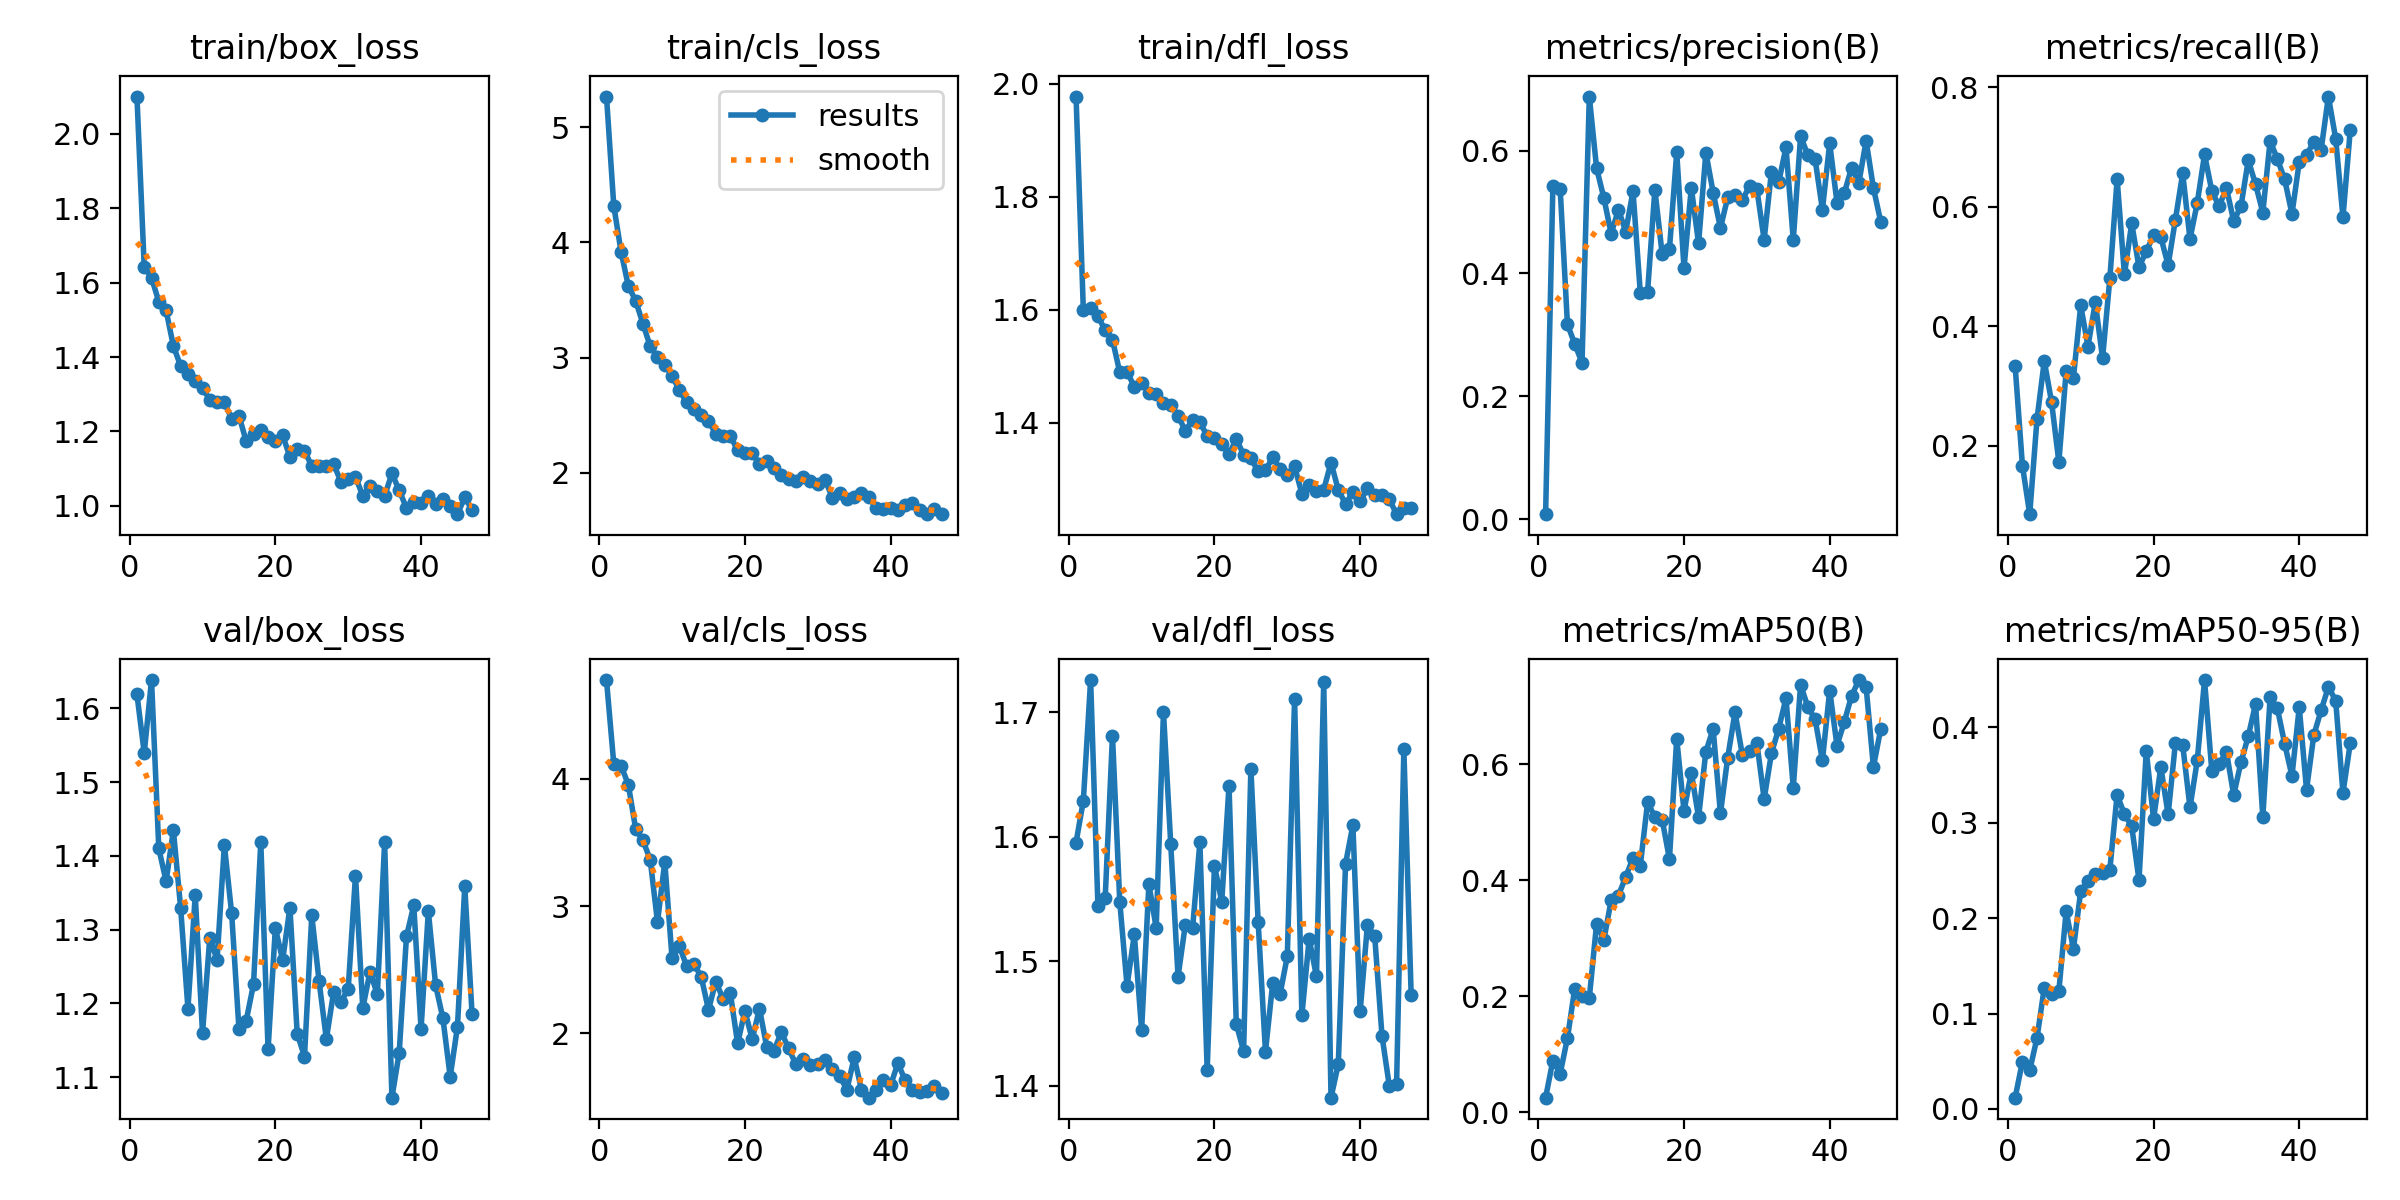 train/box_loss
2.0
1.8
1.6
1.4
1.2
1.0
0 20 40
train/cls_loss
results
smooth
5
4
3
2
0 20 40
train/dfl_loss
2.0
1.8
1.6
1.4
0 20 40
metrics/precision(B)
0.6
0.4
0.2
0.0
0 20 40
metrics/recall(B)
0.8
0.6
0.4
0.2
0 20 40
val/box_loss
1.6
1.5
1.4
1.3
1.2
1.1
0 20 40
val/cls_loss
4
3
2
0 20 40
val/dfl_loss
1.7
1.6
1.5
1.4
0 20 40
metrics/mAP50(B)
0.6
0.4
0.2
0.0
0 20 40
metrics/mAP50-95(B)
0.4
0.3
0.2
0.1
0.0
0 20 40